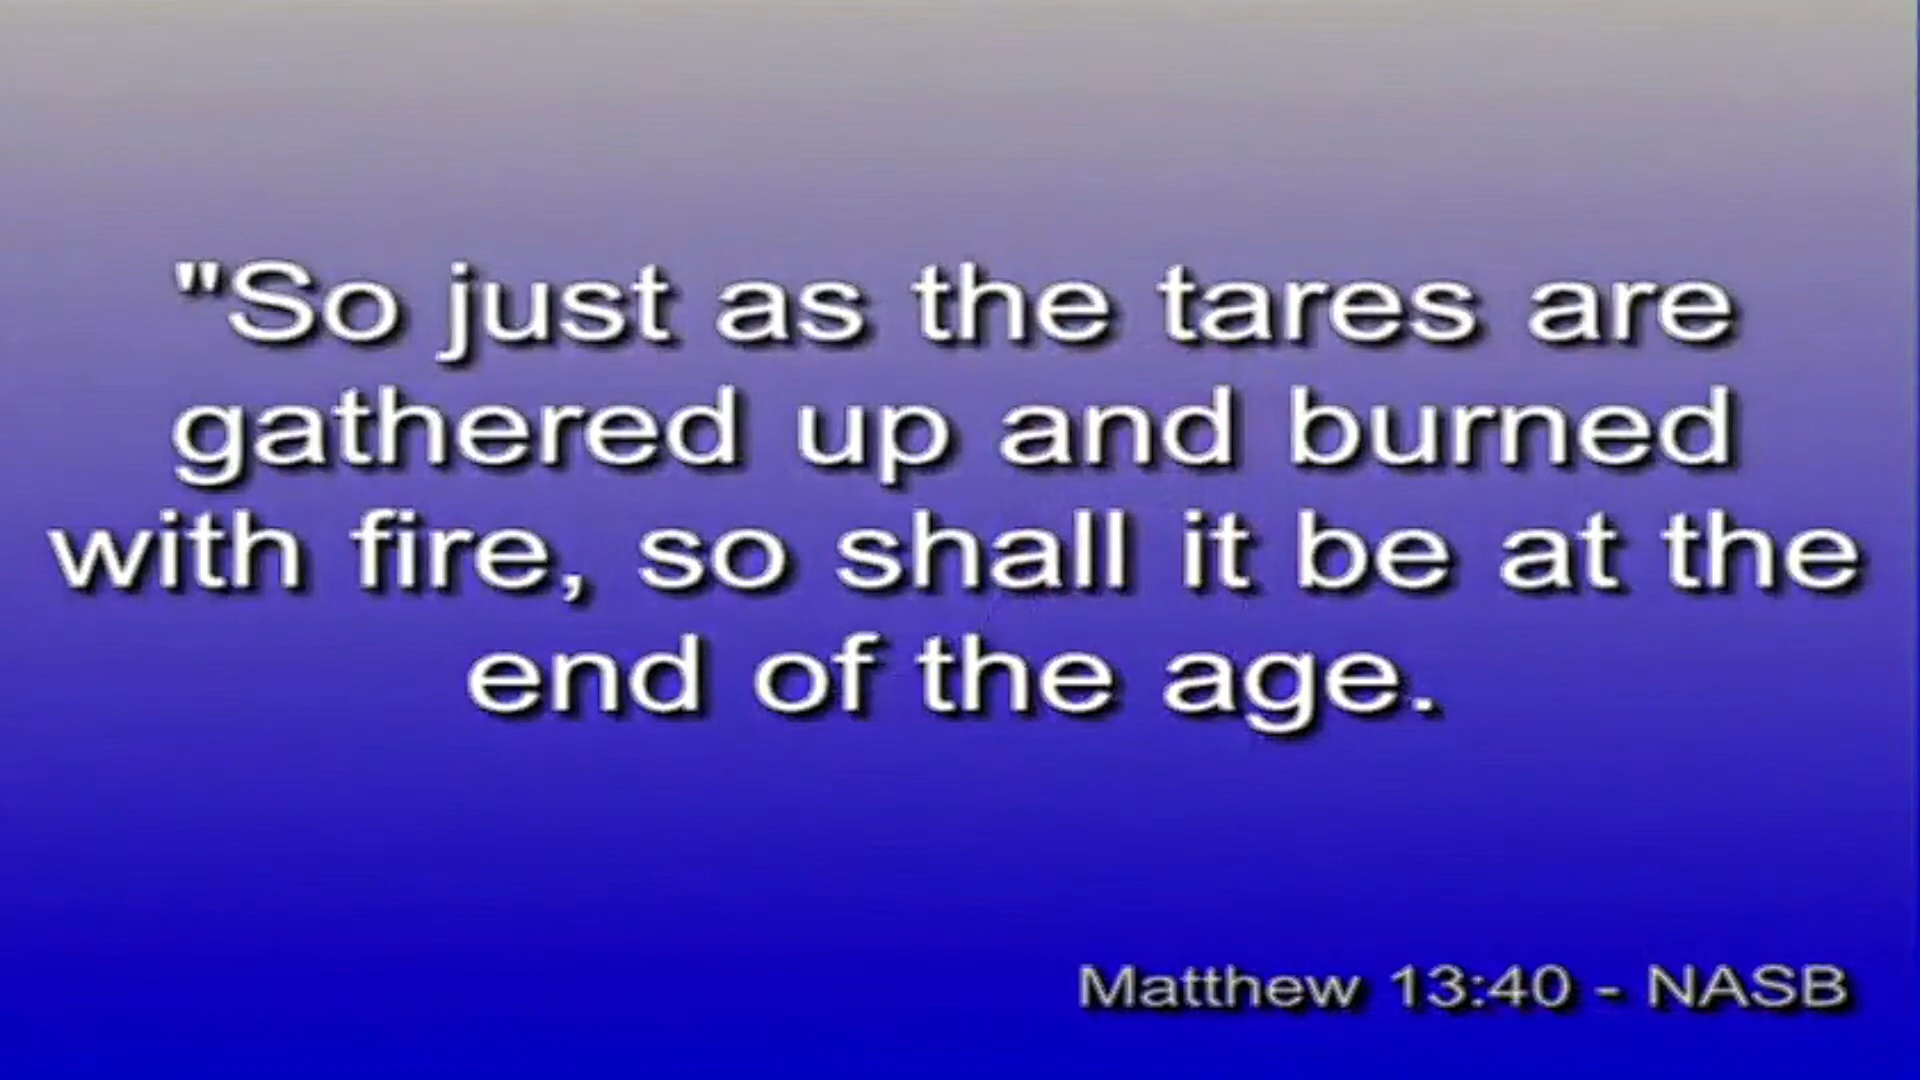 "So just as the tares are
gathered up and burned
with fire, so shall it be at the
end of the age.
Matthew 13:40 - NASB